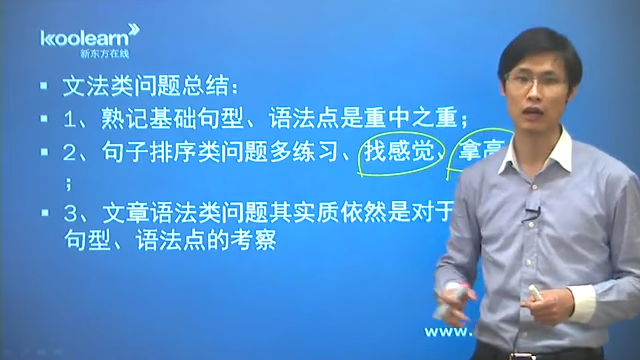 koolearn
新东方在线
文法类问题总结：
1、熟记基础句型、语法点是重中之重；
2、句子排序类问题多练习、找感觉、拿高
；
3、文章语法类问题其实质依然是对于
句型、语法点的考察
www.